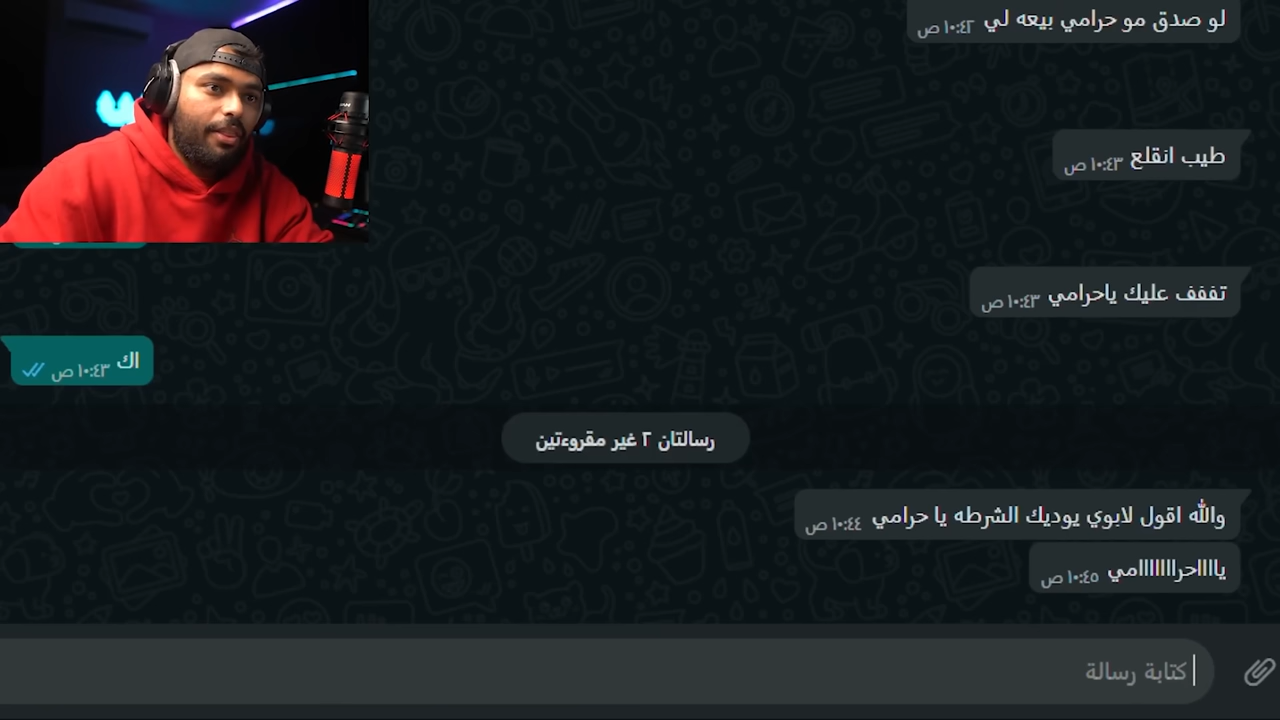 لو صدق مو حرامي بيعه لي ١٠:٤٢ ص
طيب انقلع ١٠:٤٣ ص
تفففف عليك ياحرامي ١٠:٤٣ ص
اك ١٠:٤٣ ص
رسالتان ٢ غير مقروءتين
والله اقول لابوي يوديك الشرطه يا حرامي ١٠:٤٤ ص
ياااااحرااااااااامي ١٠:٤٥ ص
كتابة رسالة